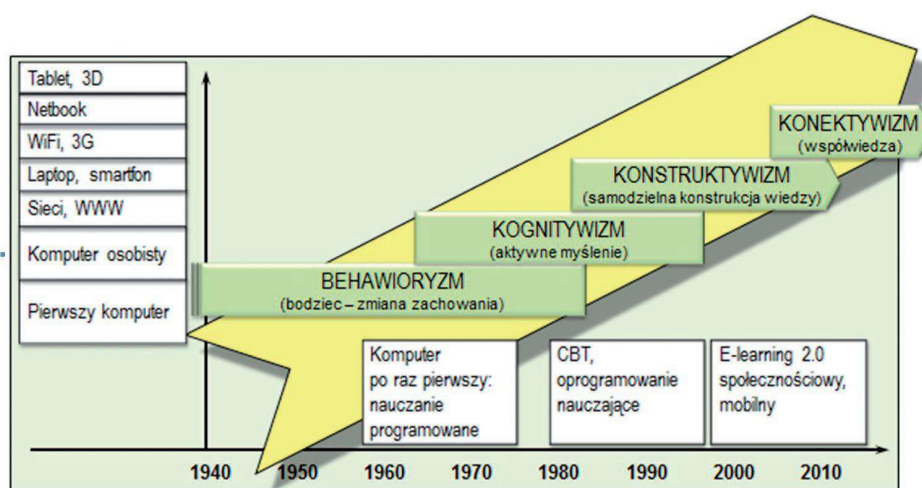 Tablet, 3D
Netbook
WiFi, 3G
Laptop, smartfon
Sieci, WWW
Komputer osobisty
Pierwszy komputer
KONEKTYWIZM
(współwiedza)
KONSTRUKTYWIZM
(samodzielna konstrukcja wiedzy)
KOGNITYWIZM
(aktywne myślenie)
BEHAWIORYZM
(bodziec – zmiana zachowania)
Komputer
po raz pierwszy:
nauczanie
programowane
CBT,
oprogramowanie
nauczające
E-learning 2.0
społecznościowy,
mobilny
1940 1950 1960 1970 1980 1990 2000 2010